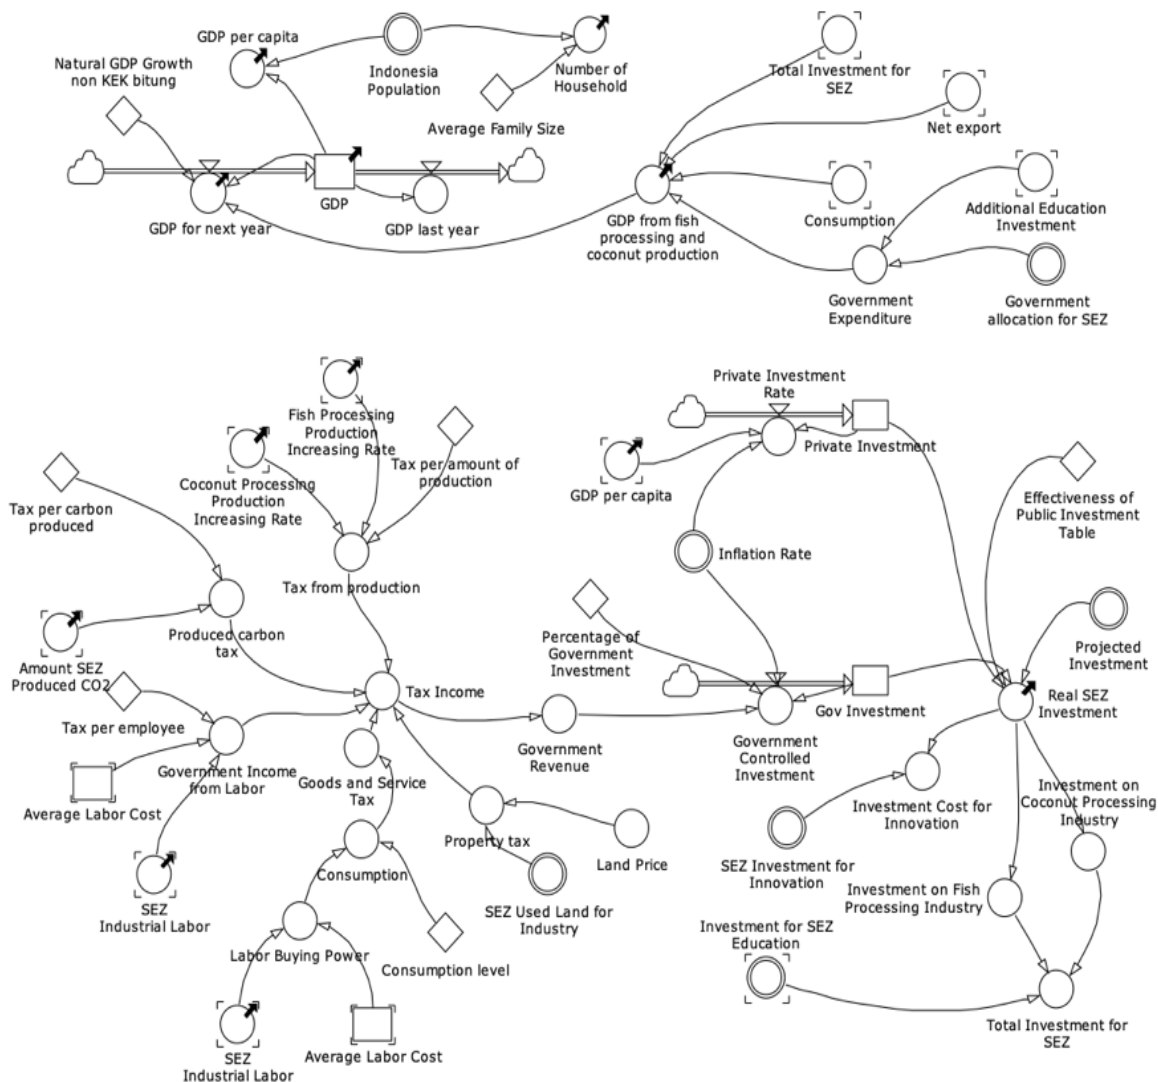 GDP per capita
Natural GDP Growth
non KEK bitung
Indonesia
Population
Number of
Household
Average Family Size
GDP for next year
GDP
GDP last year
Total Investment for
SEZ
Net export
Consumption
Additional Education
Investment
GDP from fish
processing and
coconut production
Government
Expenditure
Government
allocation for SEZ
Fish Processing
Production
Increasing Rate
Coconut Processing
Production
Increasing Rate
Tax per amount of
production
Tax per carbon
produced
Tax from production
Produced carbon
tax
Amount SEZ
Produced CO2
Tax per employee
Tax Income
Government Income
from Labor
Average Labor Cost
Goods and Service
Tax
Government
Revenue
Property tax
Land Price
Consumption
SEZ
Industrial Labor
SEZ Used Land for
Industry
Labor Buying Power
Consumption level
SEZ
Industrial Labor
Average Labor Cost
Private Investment
Rate
Private Investment
GDP per capita
Effectiveness of
Public Investment
Table
Inflation Rate
Percentage of
Government
Investment
Projected
Investment
Gov Investment
Real SEZ
Investment
Government
Controlled
Investment
Investment Cost for
Innovation
Investment on
Coconut Processing
Industry
SEZ Investment for
Innovation
Investment on Fish
Processing Industry
Investment for SEZ
Education
Total Investment for
SEZ